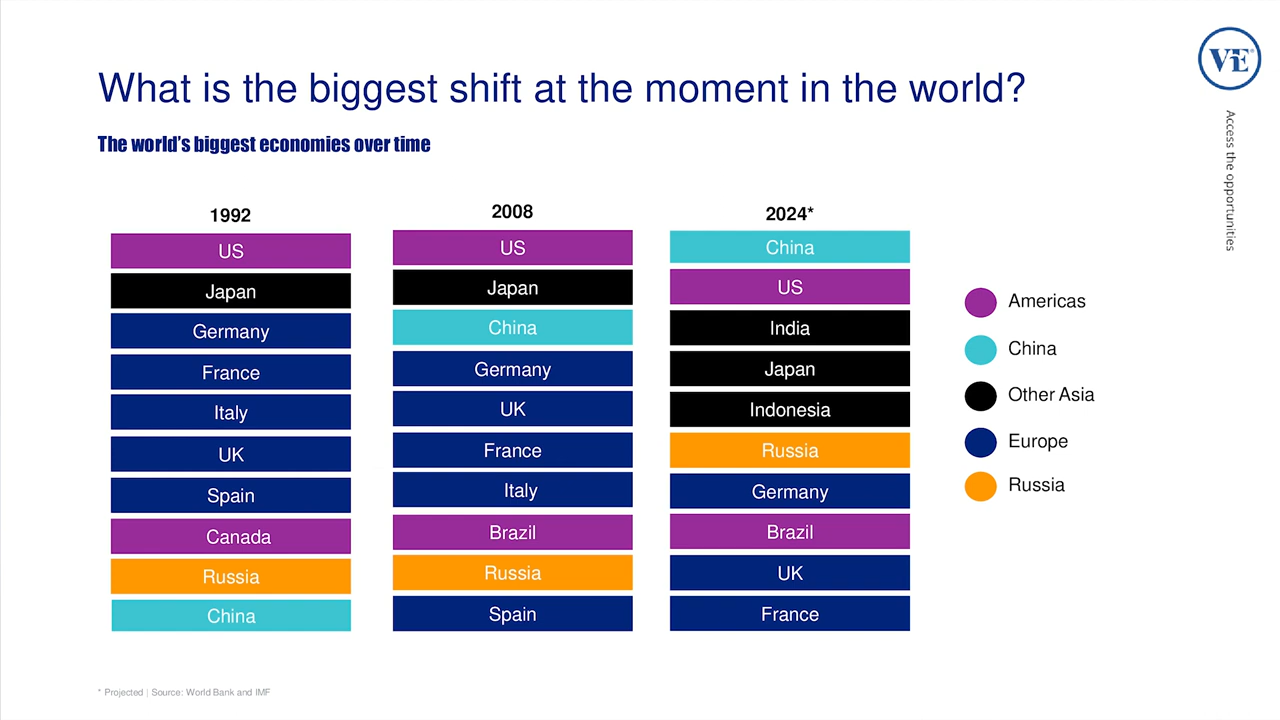 What is the biggest shift at the moment in the world?
The world's biggest economies over time
ViE
Access the opportunities
1992
US
Japan
Germany
France
Italy
UK
Spain
Canada
Russia
China
2008
US
Japan
China
Germany
UK
France
Italy
Brazil
Russia
Spain
2024*
China
US
India
Japan
Indonesia
Russia
Germany
Brazil
UK
France
Americas
China
Other Asia
Europe
Russia
* Projected | Source: World Bank and IMF